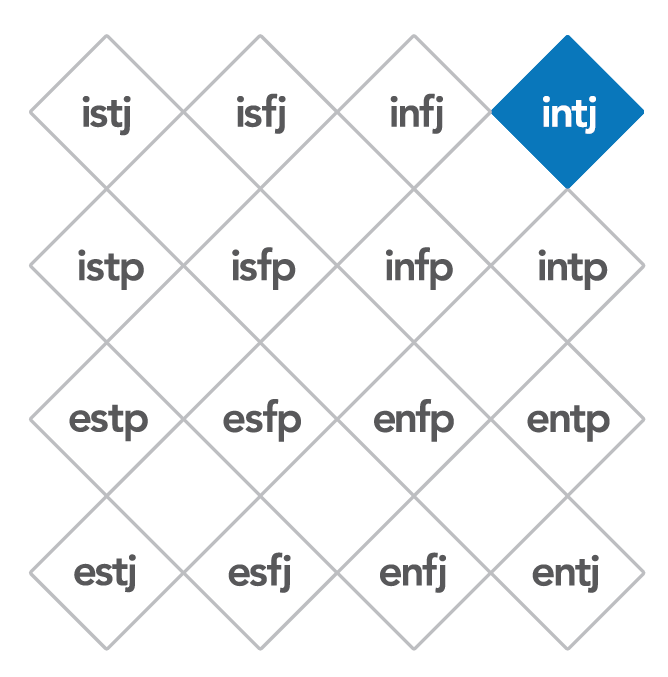 istj isfj infj intj
istp isfp infp intp
estp esfp enfp entp
estj esfj enfj entj